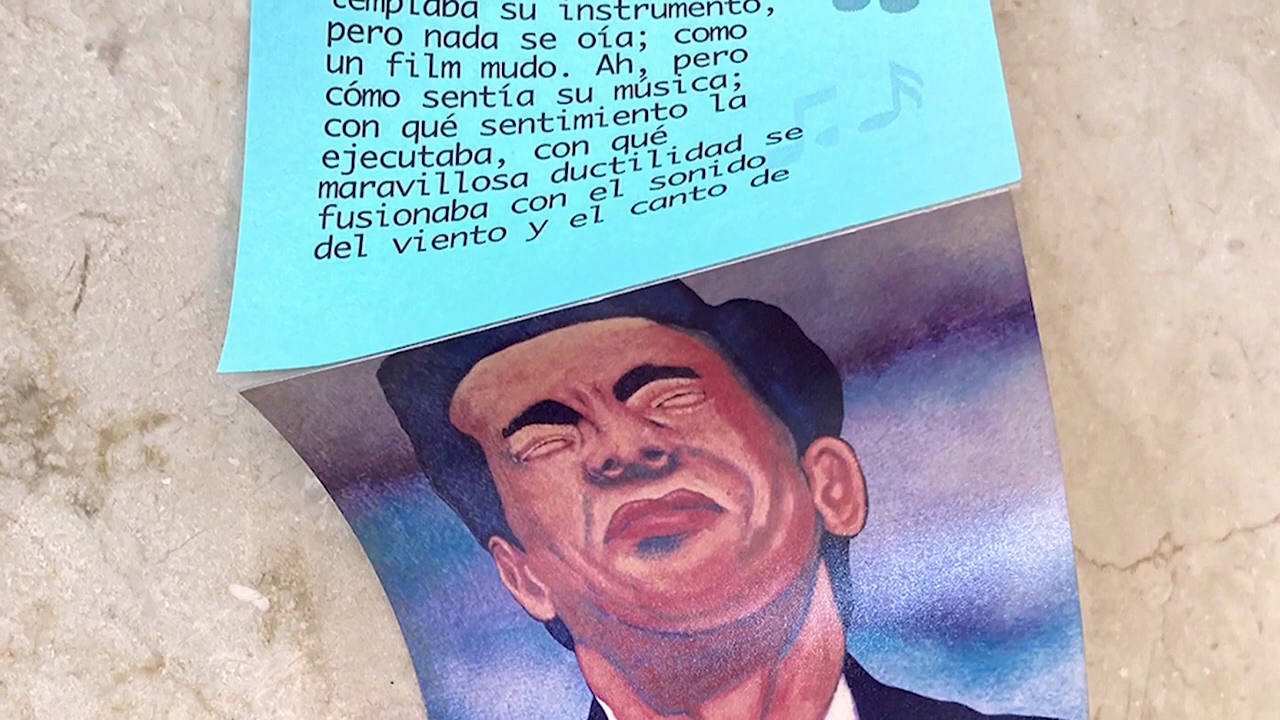 templaba su instrumento,
pero nada se oía; como
un film mudo. Ah, pero
cómo sentía su música;
con qué sentimiento la
ejecutaba, con qué
maravillosa ductilidad se
fusionaba con el sonido
del viento y el canto de